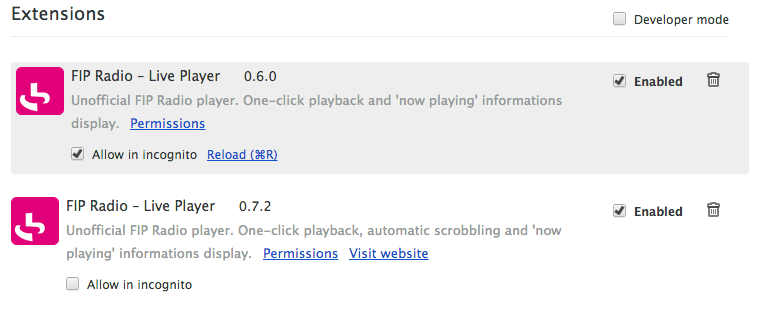 Extensions
Developer mode
FIP Radio – Live Player 0.6.0
Enabled
Unofficial FIP Radio player. One-click playback and 'now playing' informations
display. Permissions
Allow in incognito Reload (⌘R)
FIP Radio – Live Player 0.7.2
Enabled
Unofficial FIP Radio player. One-click playback, automatic scrobbling and 'now
playing' informations display. Permissions Visit website
Allow in incognito